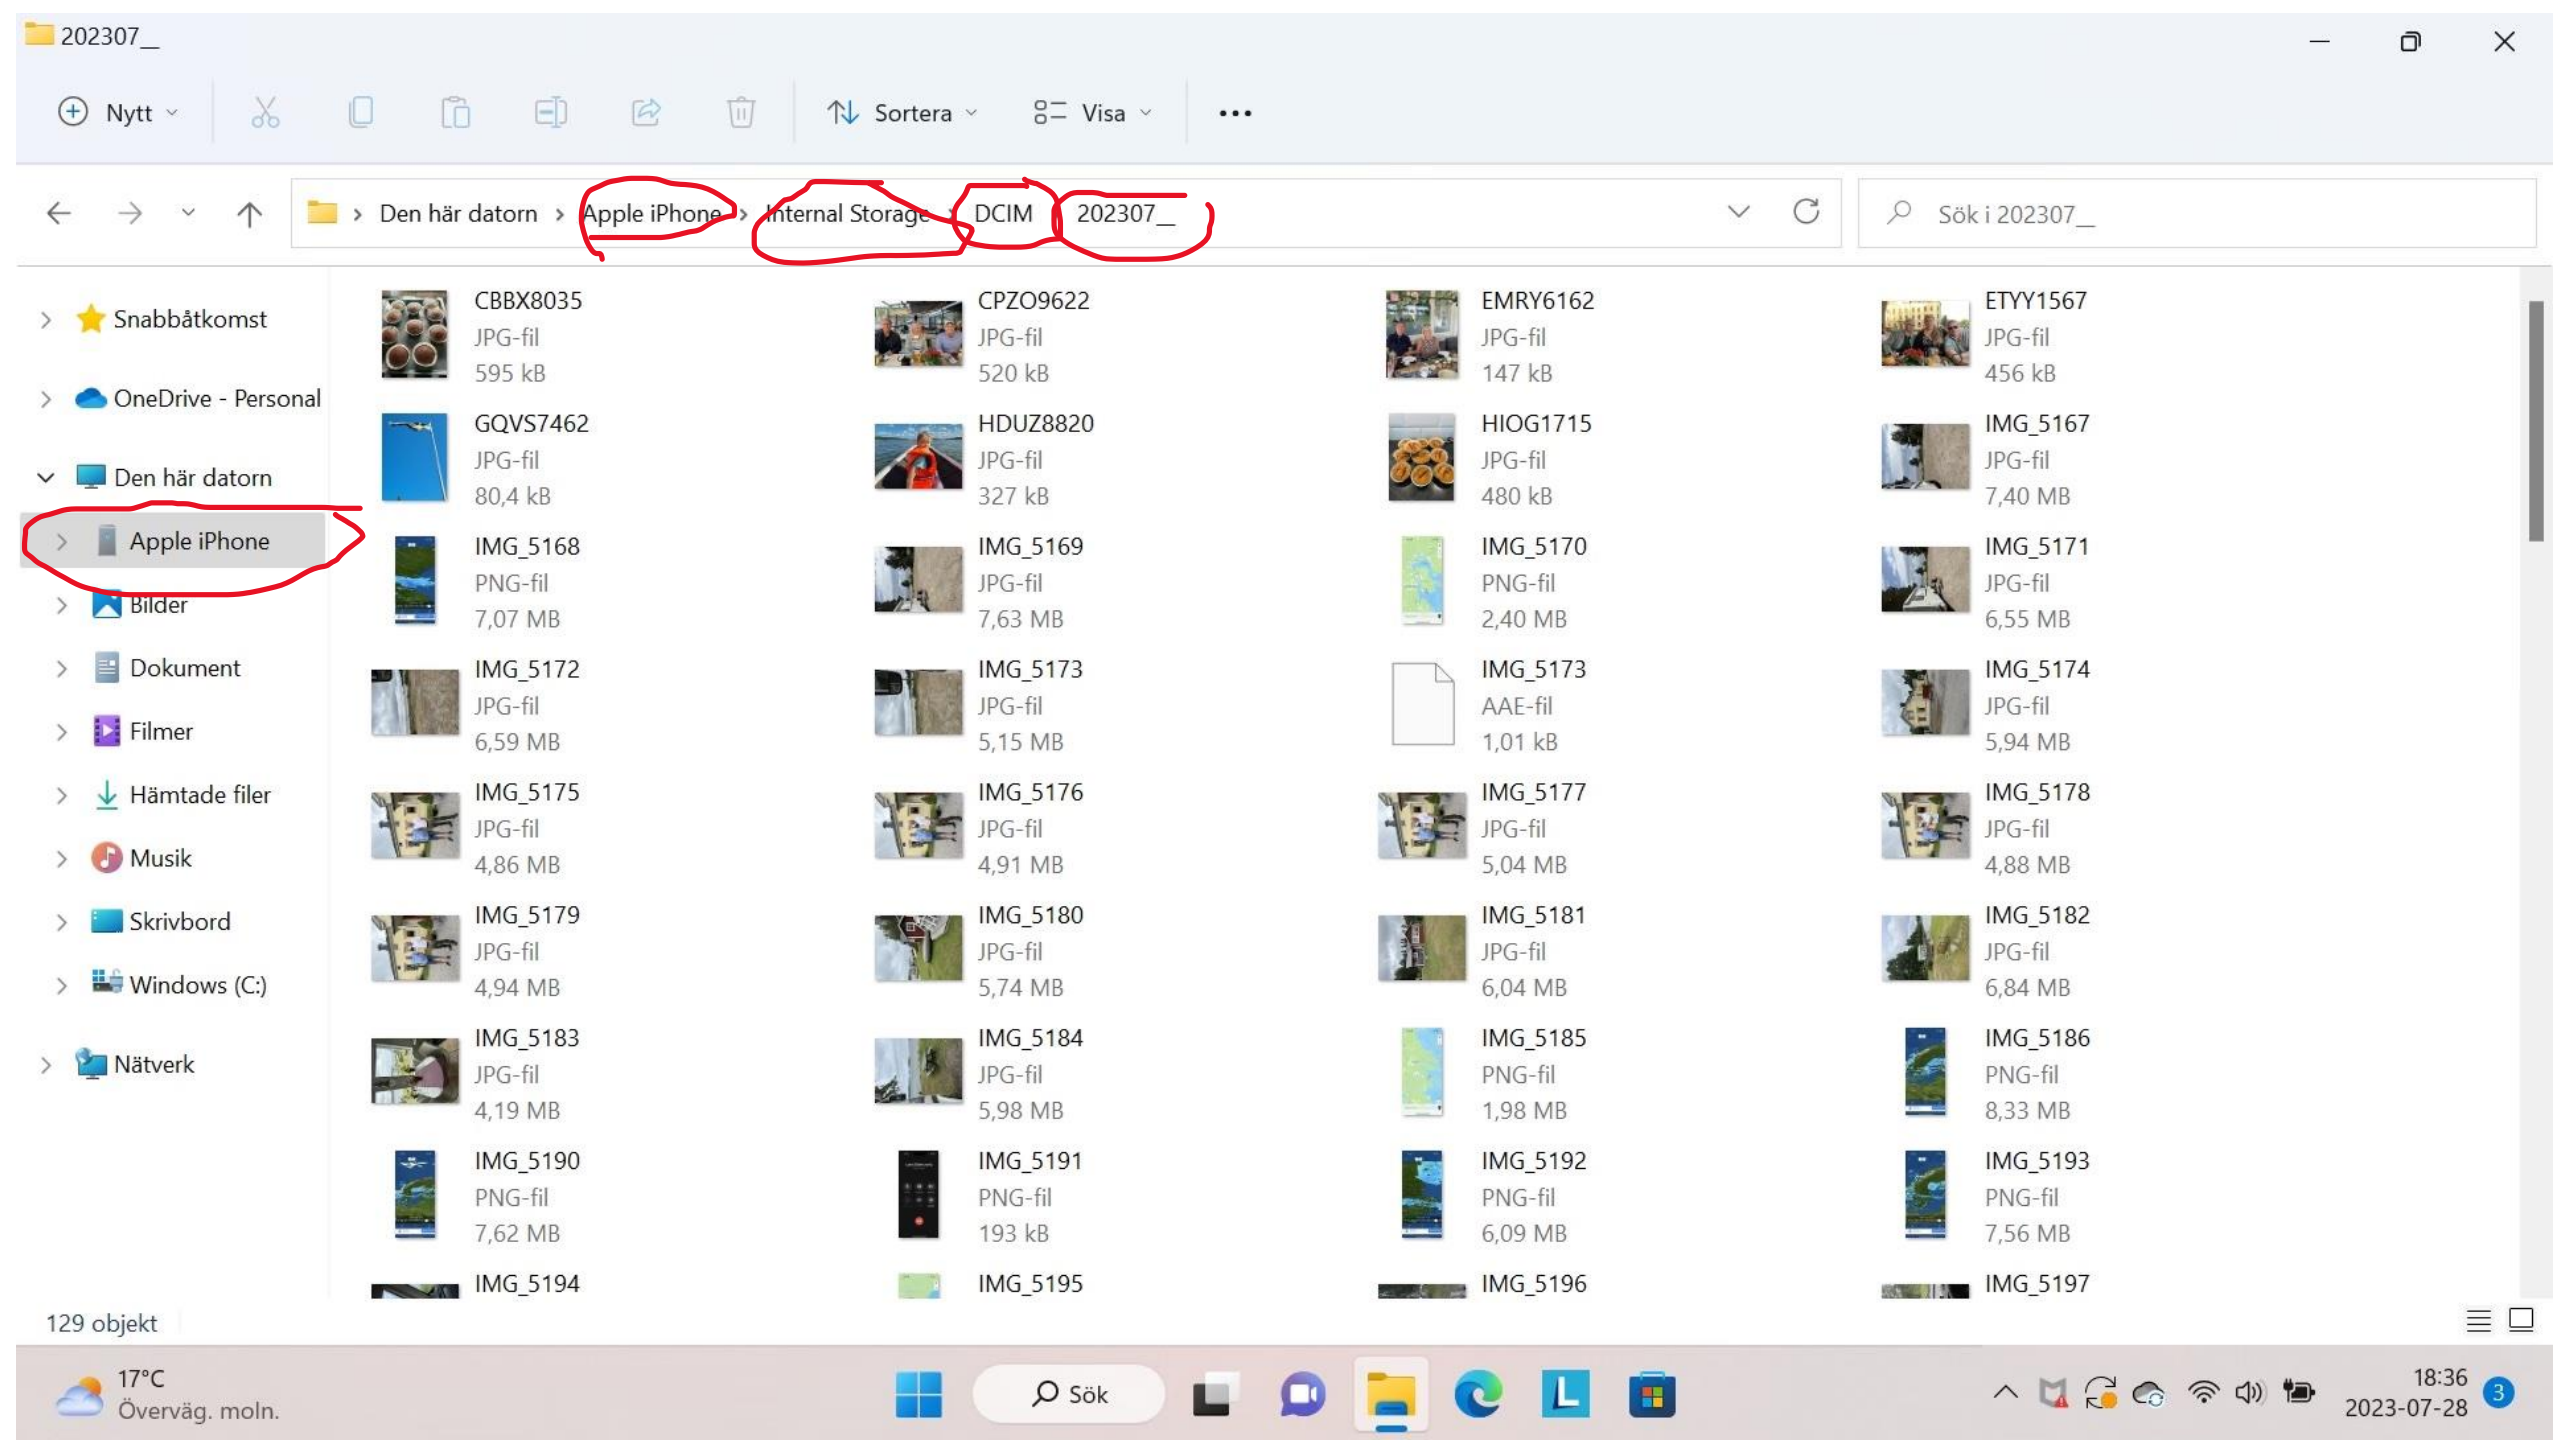 202307__
Nytt
Sortera
Visa
Den här datorn > Apple iPhone > Internal Storage > DCIM 202307__
Sök i 202307__
Snabbåtkomst
OneDrive - Personal
Den här datorn
Apple iPhone
Bilder
Dokument
Filmer
Hämtade filer
Musik
Skrivbord
Windows (C:)
Nätverk
CBBX8035
JPG-fil
595 kB
CPZO9622
JPG-fil
520 kB
EMRY6162
JPG-fil
147 kB
ETYY1567
JPG-fil
456 kB
GQVS7462
JPG-fil
80,4 kB
HDUZ8820
JPG-fil
327 kB
HIOG1715
JPG-fil
480 kB
IMG_5167
JPG-fil
7,40 MB
IMG_5168
PNG-fil
7,07 MB
IMG_5169
JPG-fil
7,63 MB
IMG_5170
PNG-fil
2,40 MB
IMG_5171
JPG-fil
6,55 MB
IMG_5172
JPG-fil
6,59 MB
IMG_5173
JPG-fil
5,15 MB
IMG_5173
AAE-fil
1,01 kB
IMG_5174
JPG-fil
5,94 MB
IMG_5175
JPG-fil
4,86 MB
IMG_5176
JPG-fil
4,91 MB
IMG_5177
JPG-fil
5,04 MB
IMG_5178
JPG-fil
4,88 MB
IMG_5179
JPG-fil
4,94 MB
IMG_5180
JPG-fil
5,74 MB
IMG_5181
JPG-fil
6,04 MB
IMG_5182
JPG-fil
6,84 MB
IMG_5183
JPG-fil
4,19 MB
IMG_5184
JPG-fil
5,98 MB
IMG_5185
PNG-fil
1,98 MB
IMG_5186
PNG-fil
8,33 MB
IMG_5190
PNG-fil
7,62 MB
IMG_5191
PNG-fil
193 kB
IMG_5192
PNG-fil
6,09 MB
IMG_5193
PNG-fil
7,56 MB
IMG_5194
IMG_5195
IMG_5196
IMG_5197
129 objekt
17°C
Överväg. moln.
Sök
L
18:36
2023-07-28
3